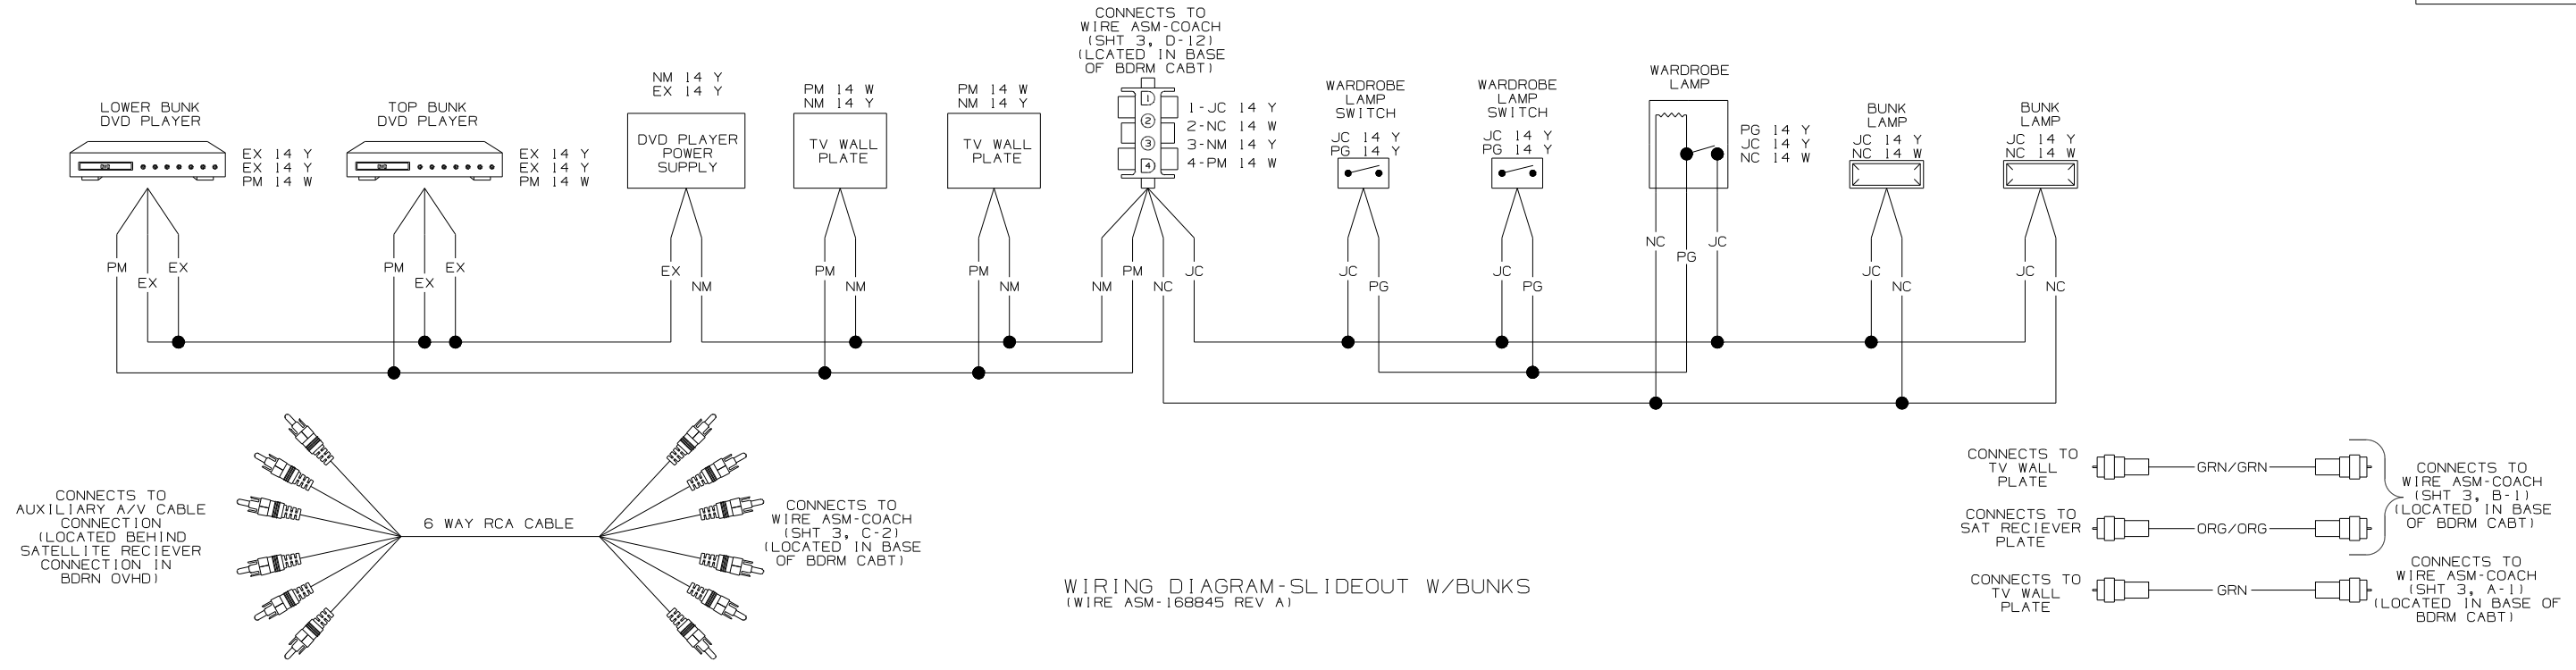 CONNECTS TO
WIRE ASM-COACH
(SHT 3, D-12)
(LCATED IN BASE
OF BDRM CABT)
LOWER BUNK
DVD PLAYER
EX 14 Y
EX 14 Y
PM 14 W
TOP BUNK
DVD PLAYER
EX 14 Y
EX 14 Y
PM 14 W
NM 14 Y
EX 14 Y
DVD PLAYER
POWER
SUPPLY
PM 14 W
NM 14 Y
TV WALL
PLATE
PM 14 W
NM 14 Y
TV WALL
PLATE
1
2
3
4
1-JC 14 Y
2-NC 14 W
3-NM 14 Y
4-PM 14 W
WARDROBE
LAMP
SWITCH
JC 14 Y
PG 14 Y
WARDROBE
LAMP
SWITCH
JC 14 Y
PG 14 Y
WARDROBE
LAMP
PG 14 Y
JC 14 Y
NC 14 W
BUNK
LAMP
JC 14 Y
NC 14 W
BUNK
LAMP
JC 14 Y
NC 14 W
PM
EX
EX
PM
EX
EX
EX
NM
PM
NM
PM
NM
NM
PM
NC
JC
JC
PG
JC
PG
NC
PG
JC
JC
NC
JC
NC
CONNECTS TO
AUXILIARY A/V CABLE
CONNECTION
(LOCATED BEHIND
SATELLITE RECIEVER
CONNECTION IN
BDRN OVHD)
6 WAY RCA CABLE
CONNECTS TO
WIRE ASM-COACH
(SHT 3, C-2)
(LOCATED IN BASE
OF BDRM CABT)
WIRING DIAGRAM-SLIDEOUT W/BUNKS
(WIRE ASM-168845 REV A)
CONNECTS TO
TV WALL
PLATE
GRN/GRN
CONNECTS TO
SAT RECIEVER
PLATE
ORG/ORG
CONNECTS TO
WIRE ASM-COACH
(SHT 3, B-1)
(LOCATED IN BASE
OF BDRM CABT)
CONNECTS TO
TV WALL
PLATE
GRN
CONNECTS TO
WIRE ASM-COACH
(SHT 3, A-1)
(LOCATED IN BASE OF
BDRM CABT)